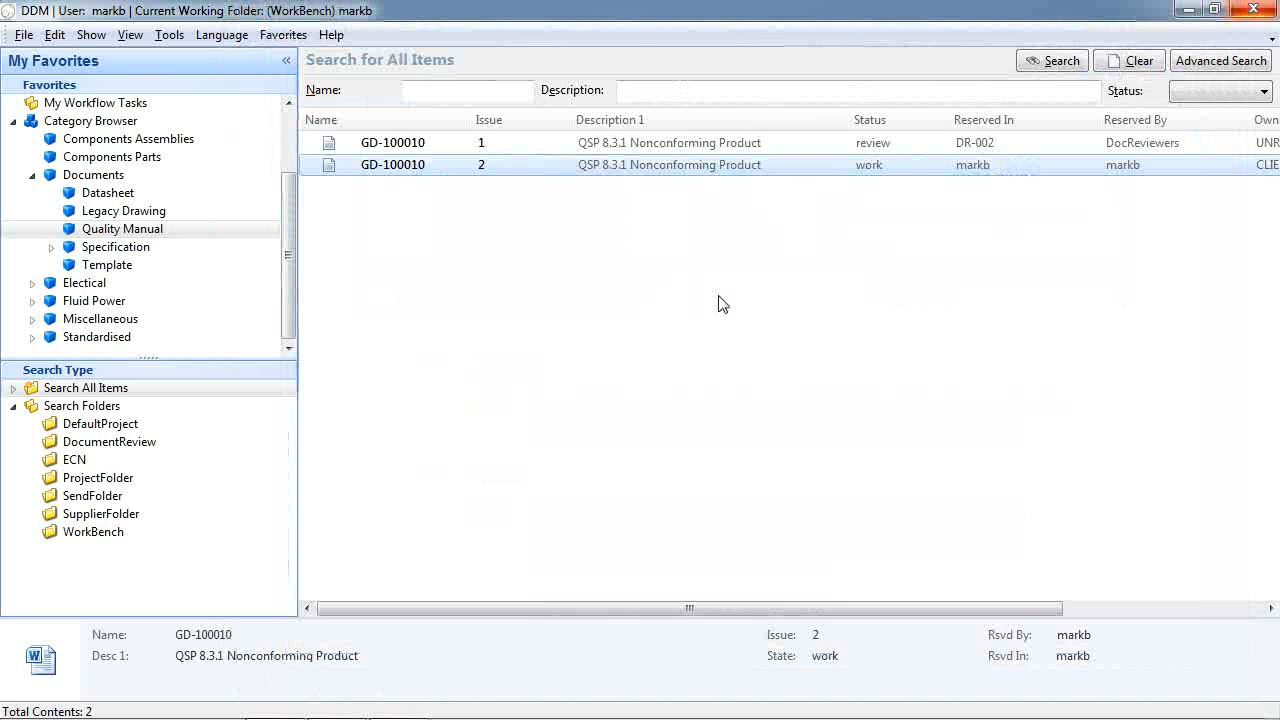 DDM | User: markb | Current Working Folder: (WorkBench) markb
File Edit Show View Tools Language Favorites Help
My Favorites «
Favorites
My Workflow Tasks
Category Browser
Components Assemblies
Components Parts
Documents
Datasheet
Legacy Drawing
Quality Manual
Specification
Template
Electical
Fluid Power
Miscellaneous
Standardised
Search Type
Search All Items
Search Folders
DefaultProject
DocumentReview
ECN
ProjectFolder
SendFolder
SupplierFolder
WorkBench
Search for All Items Search Clear Advanced Search
Name: Description: Status:
Name Issue Description 1 Status Reserved In Reserved By Own
GD-100010 1 QSP 8.3.1 Nonconforming Product review DR-002 DocReviewers UNR
GD-100010 2 QSP 8.3.1 Nonconforming Product work markb markb CLIE
Name: GD-100010 Issue: 2 Rsvd By: markb
Desc 1: QSP 8.3.1 Nonconforming Product State: work Rsvd In: markb
Total Contents: 2